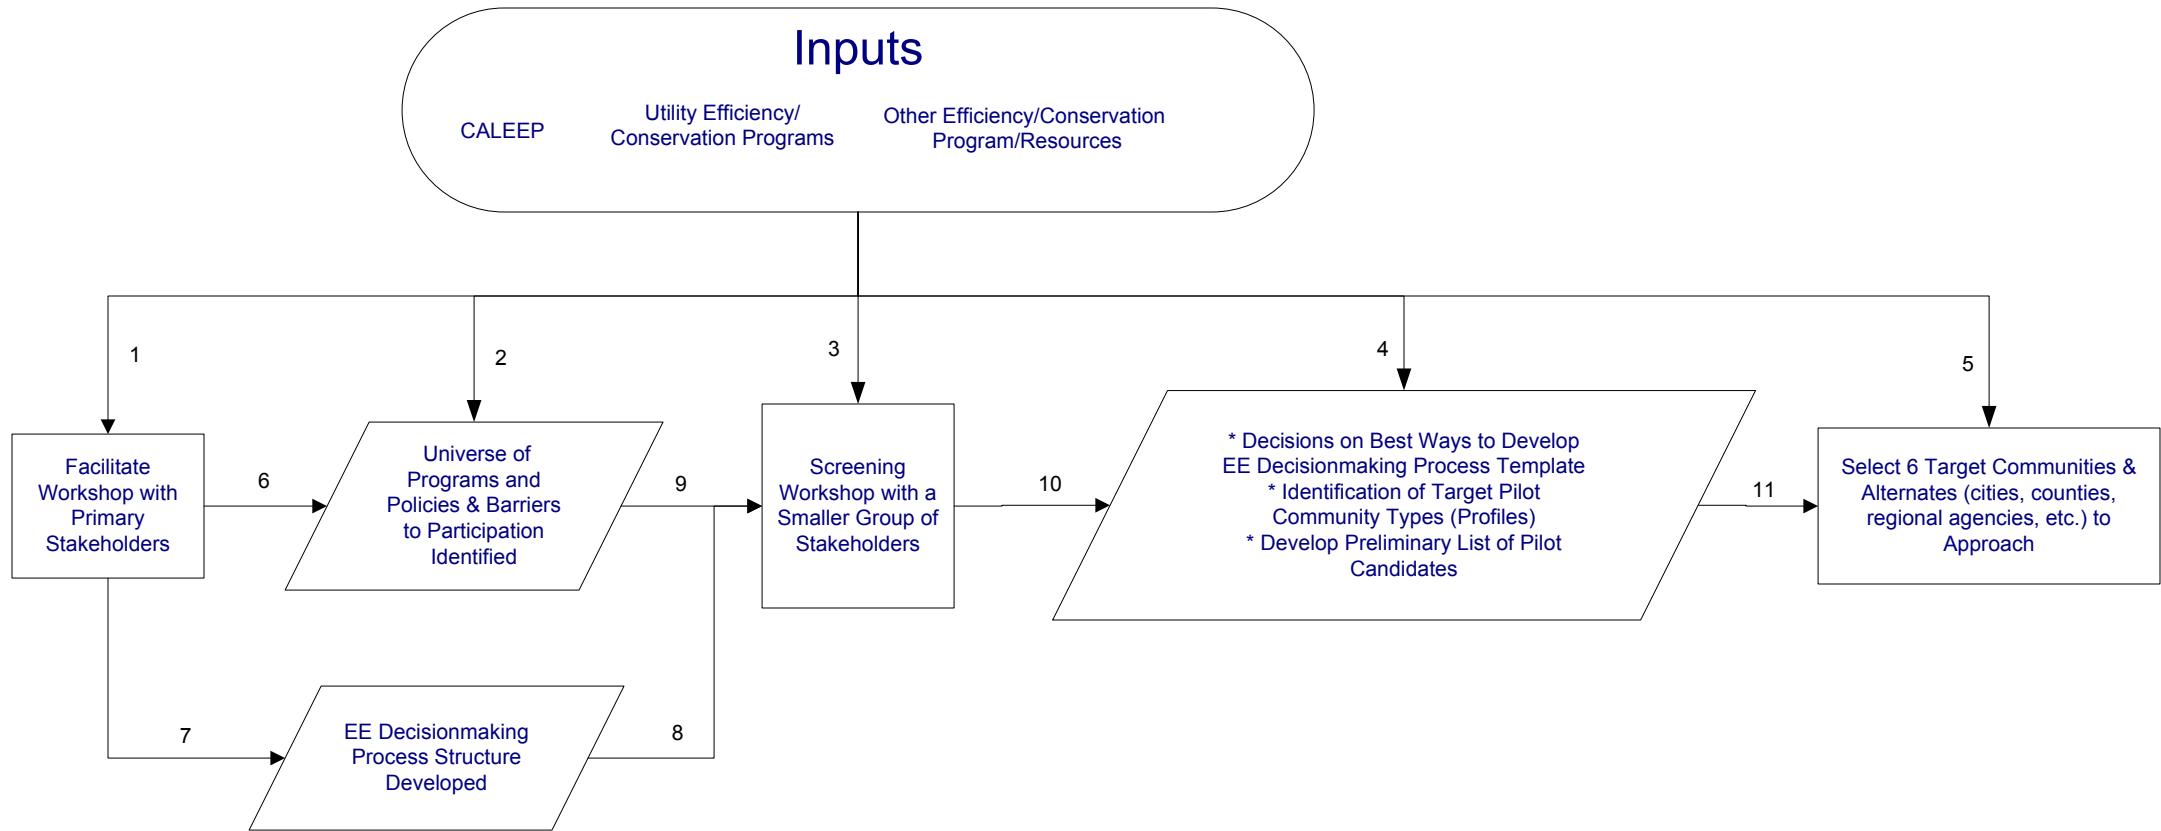 Inputs
CALEEP
Utility Efficiency/
Conservation Programs
Other Efficiency/Conservation
Program/Resources
1
2
3
4
5
Facilitate
Workshop with
Primary
Stakeholders
6
Universe of
Programs and
Policies & Barriers
to Participation
Identified
9
Screening
Workshop with a
Smaller Group of
Stakeholders
10
* Decisions on Best Ways to Develop
EE Decisionmaking Process Template
* Identification of Target Pilot
Community Types (Profiles)
* Develop Preliminary List of Pilot
Candidates
11
Select 6 Target Communities &
Alternates (cities, counties,
regional agencies, etc.) to
Approach
7
EE Decisionmaking
Process Structure
Developed
8